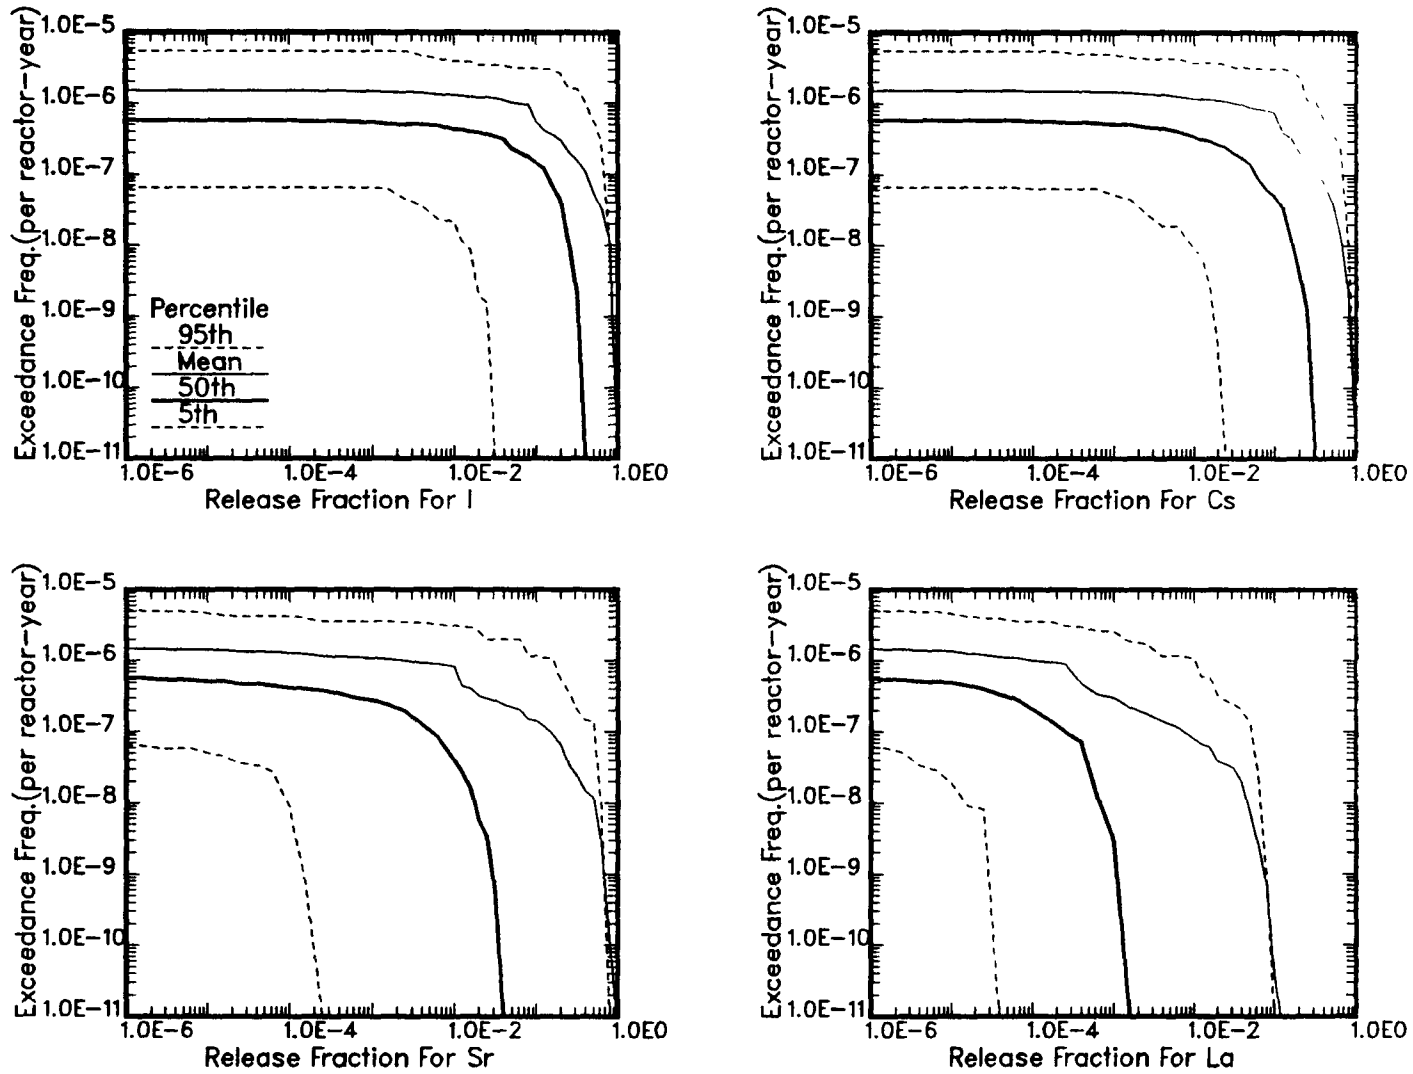 Exceedance Freq.(per reactor-year)
1.0E-5
1.0E-6
1.0E-7
1.0E-8
1.0E-9
1.0E-10
1.0E-11
Percentile
95th
Mean
50th
5th
1.0E-6
1.0E-4
1.0E-2
1.0E0
Release Fraction For I
Exceedance Freq.(per reactor-year)
1.0E-5
1.0E-6
1.0E-7
1.0E-8
1.0E-9
1.0E-10
1.0E-11
1.0E-6
1.0E-4
1.0E-2
1.0E0
Release Fraction For Cs
Exceedance Freq.(per reactor-year)
1.0E-5
1.0E-6
1.0E-7
1.0E-8
1.0E-9
1.0E-10
1.0E-11
1.0E-6
1.0E-4
1.0E-2
1.0E0
Release Fraction For Sr
Exceedance Freq.(per reactor-year)
1.0E-5
1.0E-6
1.0E-7
1.0E-8
1.0E-9
1.0E-10
1.0E-11
1.0E-6
1.0E-4
1.0E-2
1.0E0
Release Fraction For La